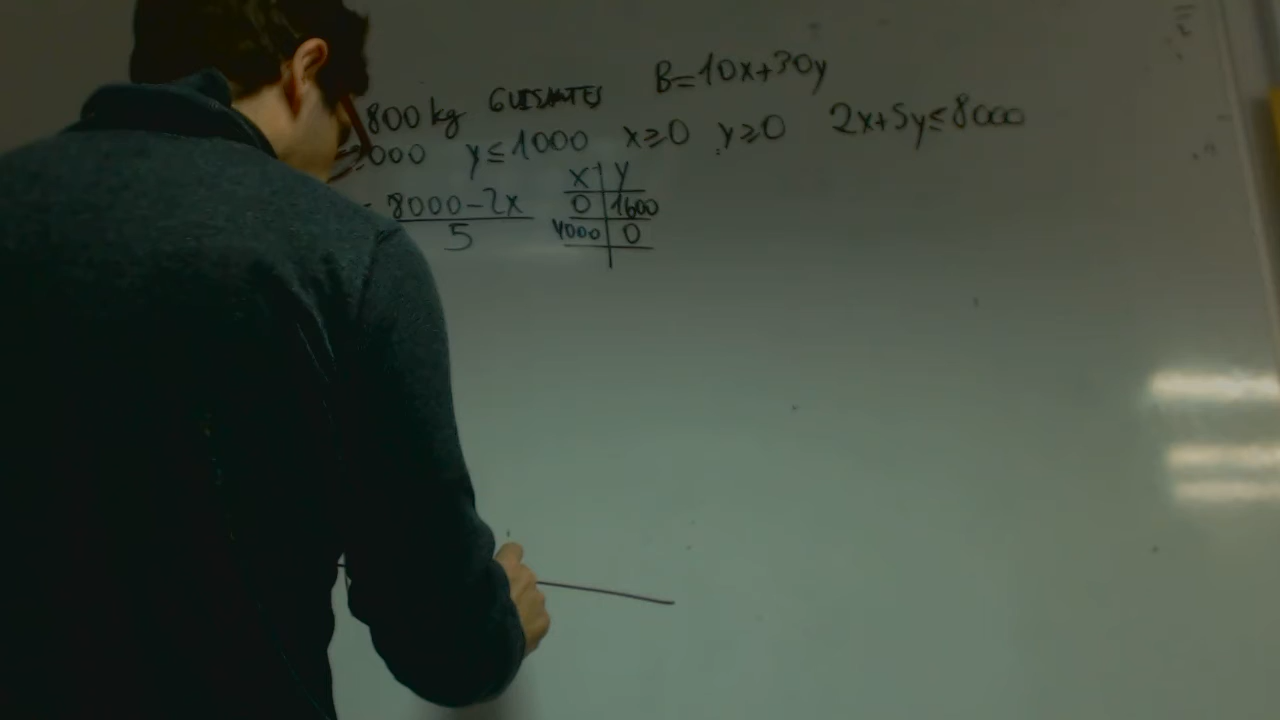 800 kg GUISANTES B=10x+30y
000 y≤1000 x≥0 y≥0 2x+5y≤8000
8000-2x
5
x y
0 1600
4000 0